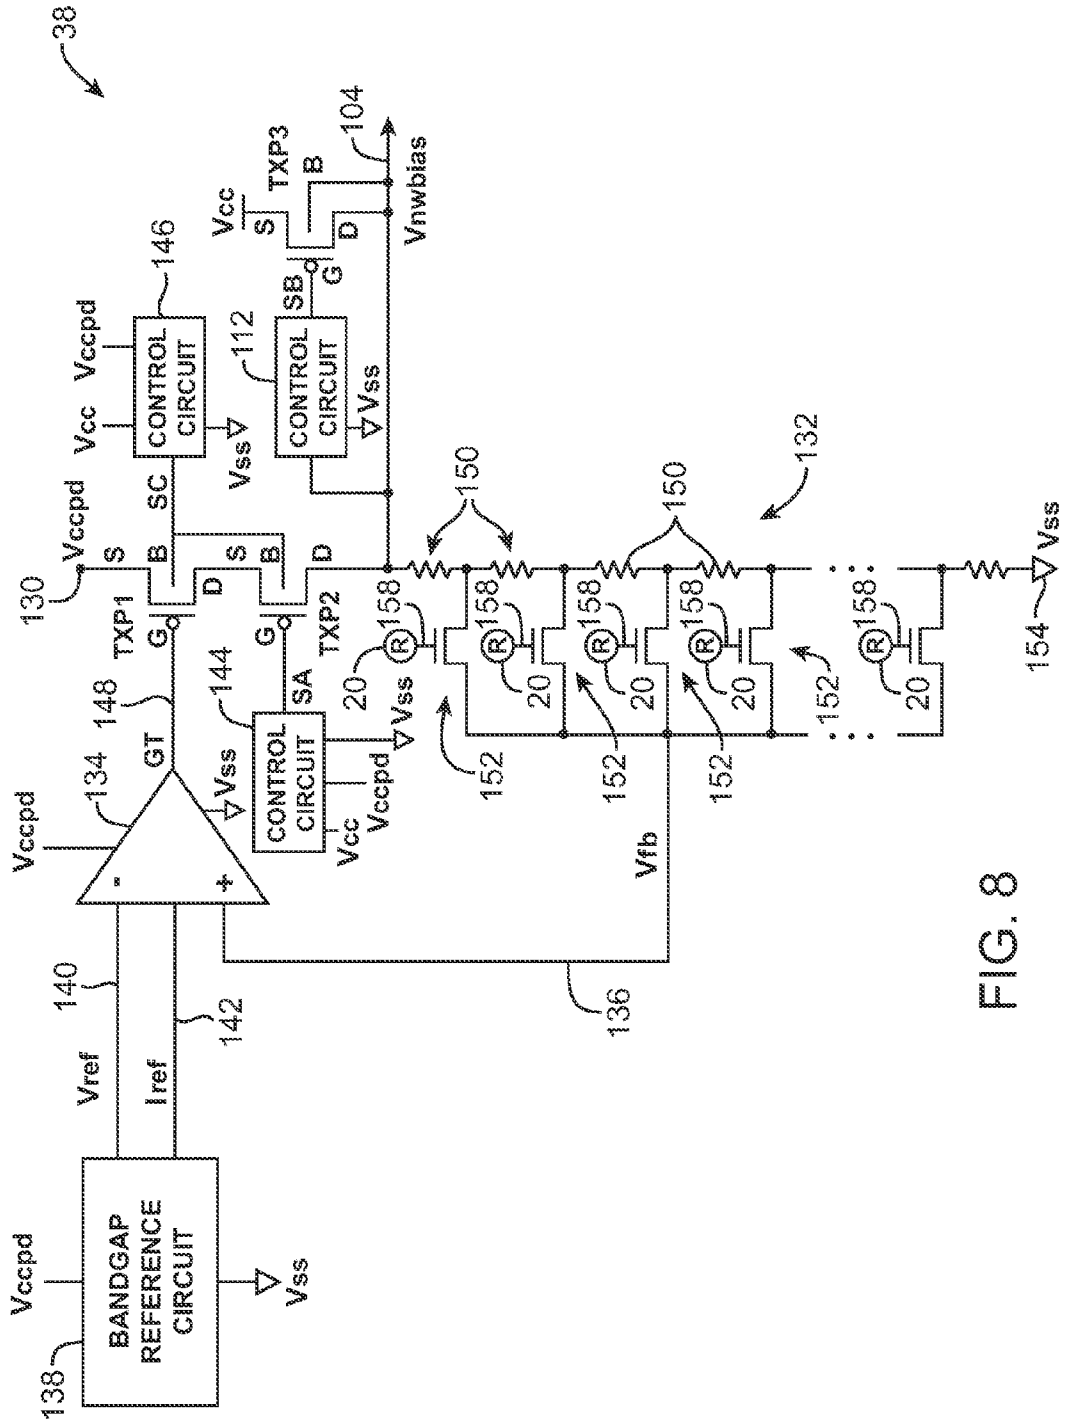 38
Vccpd
138
BANDGAP
REFERENCE
CIRCUIT
Vss
Vref
140
Iref
142
Vccpd
134
-
+
Vss
GT
148
130
Vccpd
S
TXP1
G
B
D
SC
Vcc
Vccpd
CONTROL
CIRCUIT
146
Vss
144
CONTROL
CIRCUIT
SA
Vcc
Vccpd
Vss
S
G
B
TXP2
D
112
CONTROL
CIRCUIT
Vss
SB
Vcc
S
TXP3
G
B
D
104
Vnwbias
136
Vfb
150
150
132
20
R
158
20
R
158
20
R
158
20
R
158
20
R
158
152
152
152
152
...
...
154
Vss
FIG. 8